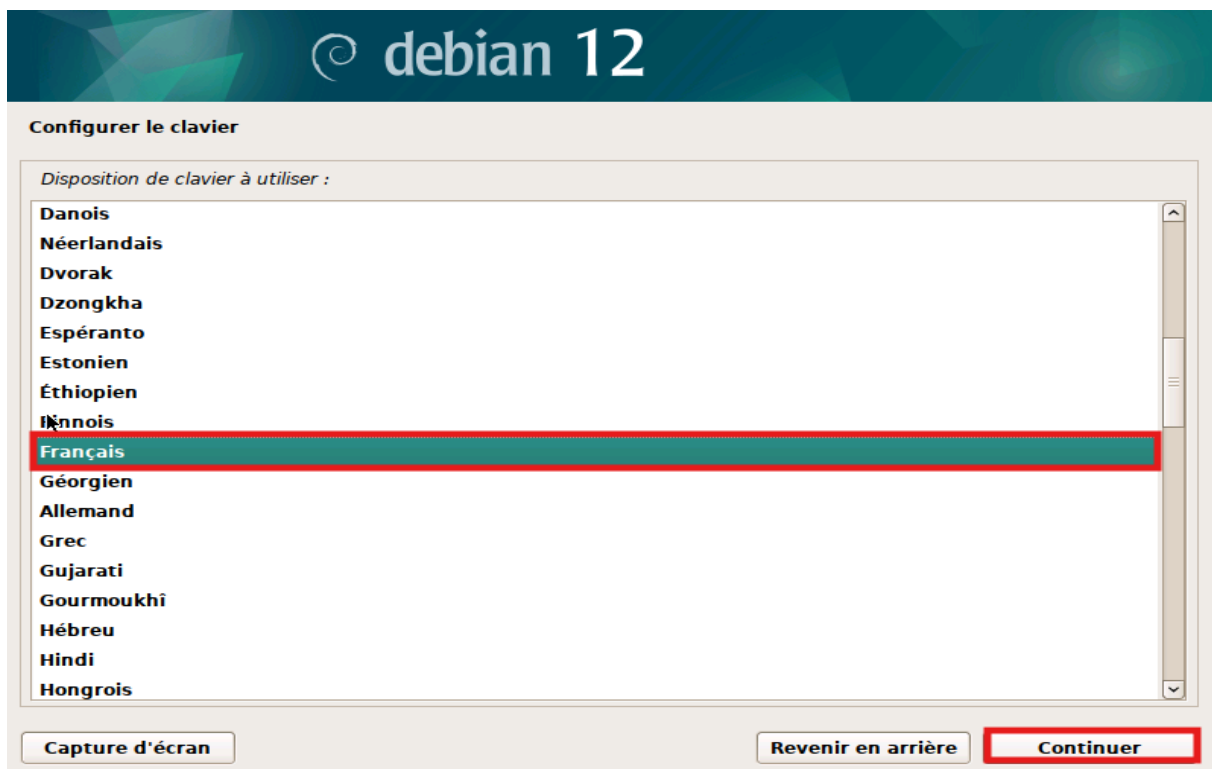 debian 12
Configurer le clavier
Disposition de clavier à utiliser :
Danois
Néerlandais
Dvorak
Dzongkha
Espéranto
Estonien
Éthiopien
Finnois
Français
Géorgien
Allemand
Grec
Gujarati
Gourmoukhî
Hébreu
Hindi
Hongrois
Capture d'écran
Revenir en arrière
Continuer